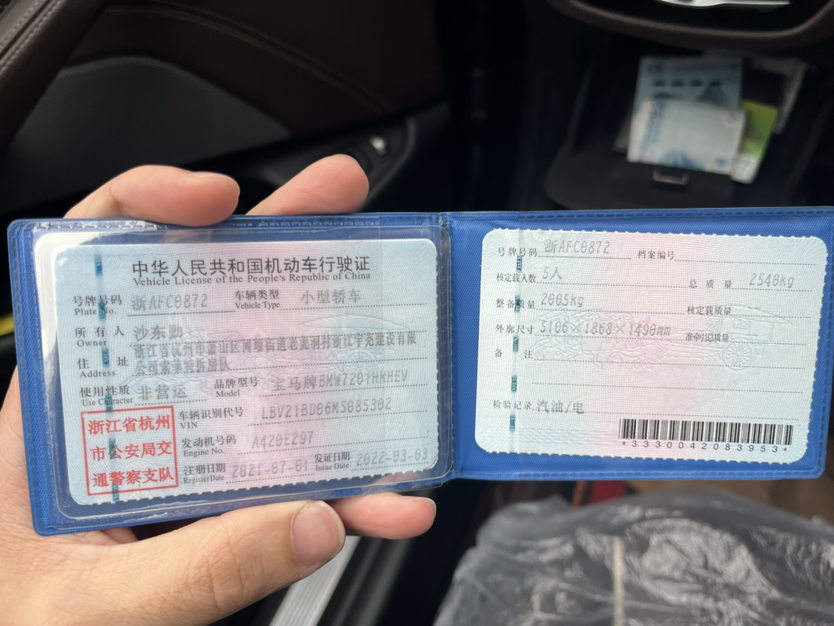 中华人民共和国机动车行驶证
Vehicle License of the People's Republic of China
号牌号码 浙AFC0872 车辆类型 小型轿车
Plate No. Vehicle Type
所有人 沙东勋
Owner
住址 浙江省杭州市萧山区
Address
使用性质 非营运 品牌型号 宝马牌BMW7201HMHEV
Use Character Model
浙江省杭州
市公安局交
通警察支队
车辆识别代号 LBV21BD06MS085302
VIN
发动机号码 A420E297
Engine No.
注册日期 2021-07-01 发证日期 2022-03-03
Register Date Issue Date
号牌号码 浙AFC0872 档案编号
核定载人数 5人 总质量 2540kg
整备质量 2005kg 核定载质量
外廓尺寸 5106×1868×1490mm 准牵引总质量
备注
检验记录 汽油/电
*3330042083953*